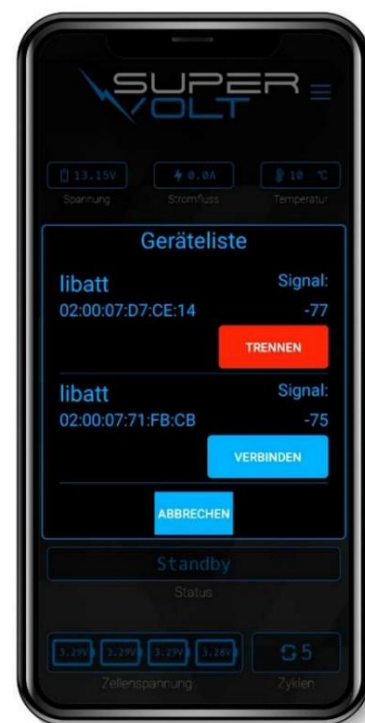 SUPER
VOLT
13.15V
0.0A
10 °C
Spannung
Stromfluss
Temperatur
Geräteliste
libatt
Signal:
02:00:07:D7:CE:14
-77
TRENNEN
libatt
Signal:
02:00:07:71:FB:CB
-75
VERBINDEN
ABBRECHEN
Standby
Status
3.29V 3.29V 3.29V 3.28V
5
Zellenspannung
Zyklen